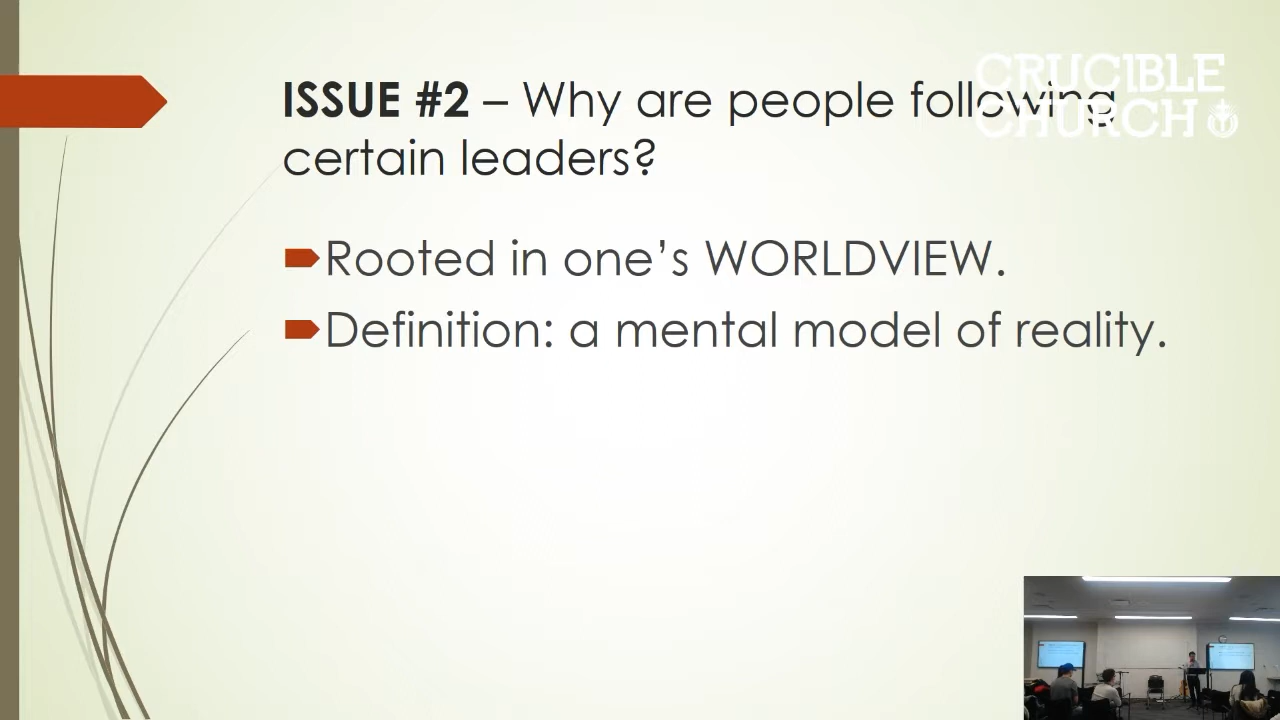 ISSUE #2 – Why are people following
certain leaders?
CRUCIBLE
CHURCH
Rooted in one’s WORLDVIEW.
Definition: a mental model of reality.